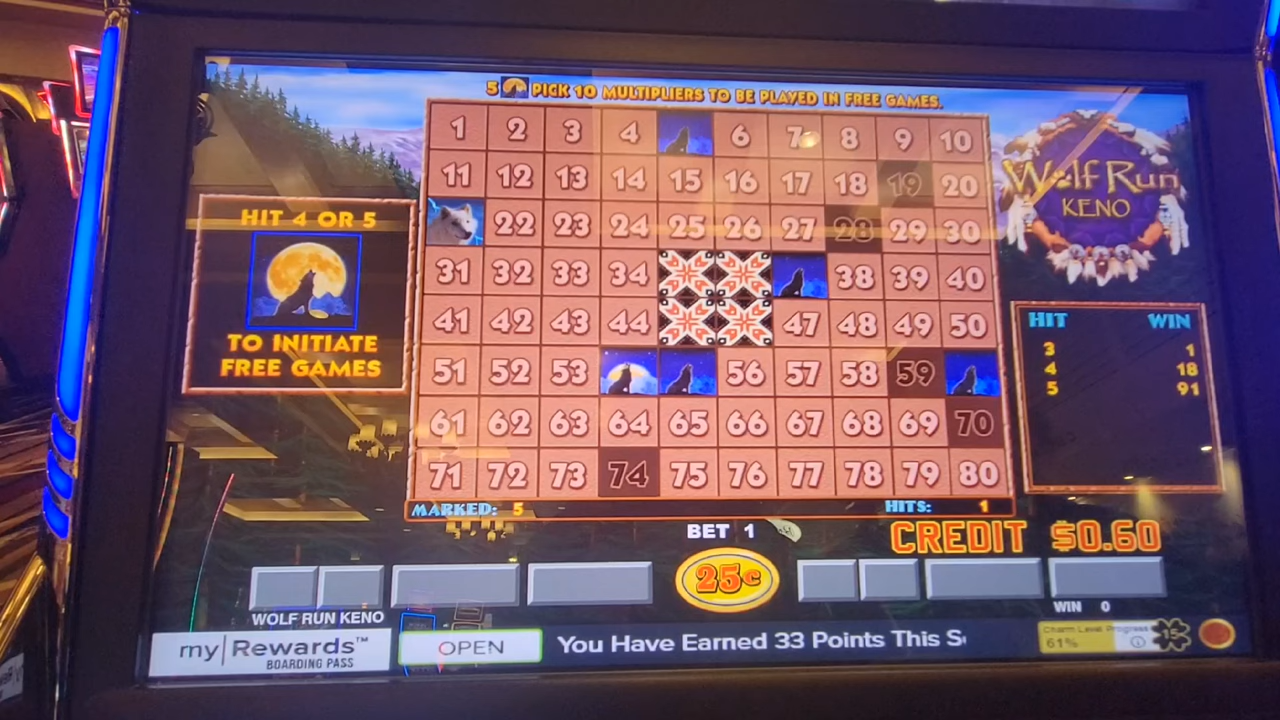 5 PICK 10 MULTIPLIERS TO BE PLAYED IN FREE GAMES.
1 2 3 4 6 7 8 9 10
11 12 13 14 15 16 17 18 19 20
22 23 24 25 26 27 28 29 30
31 32 33 34 38 39 40
41 42 43 44 47 48 49 50
51 52 53 56 57 58 59
61 62 63 64 65 66 67 68 69 70
71 72 73 74 75 76 77 78 79 80
HIT 4 OR 5
TO INITIATE
FREE GAMES
Wolf Run
KENO
HIT WIN
3 1
4 18
5 91
MARKED: 5 HITS: 1
BET 1
CREDIT $0.60
25¢
WOLF RUN KENO
WIN 0
my|Rewards™
BOARDING PASS
OPEN
You Have Earned 33 Points This S
Charm Level Progress
61%
15